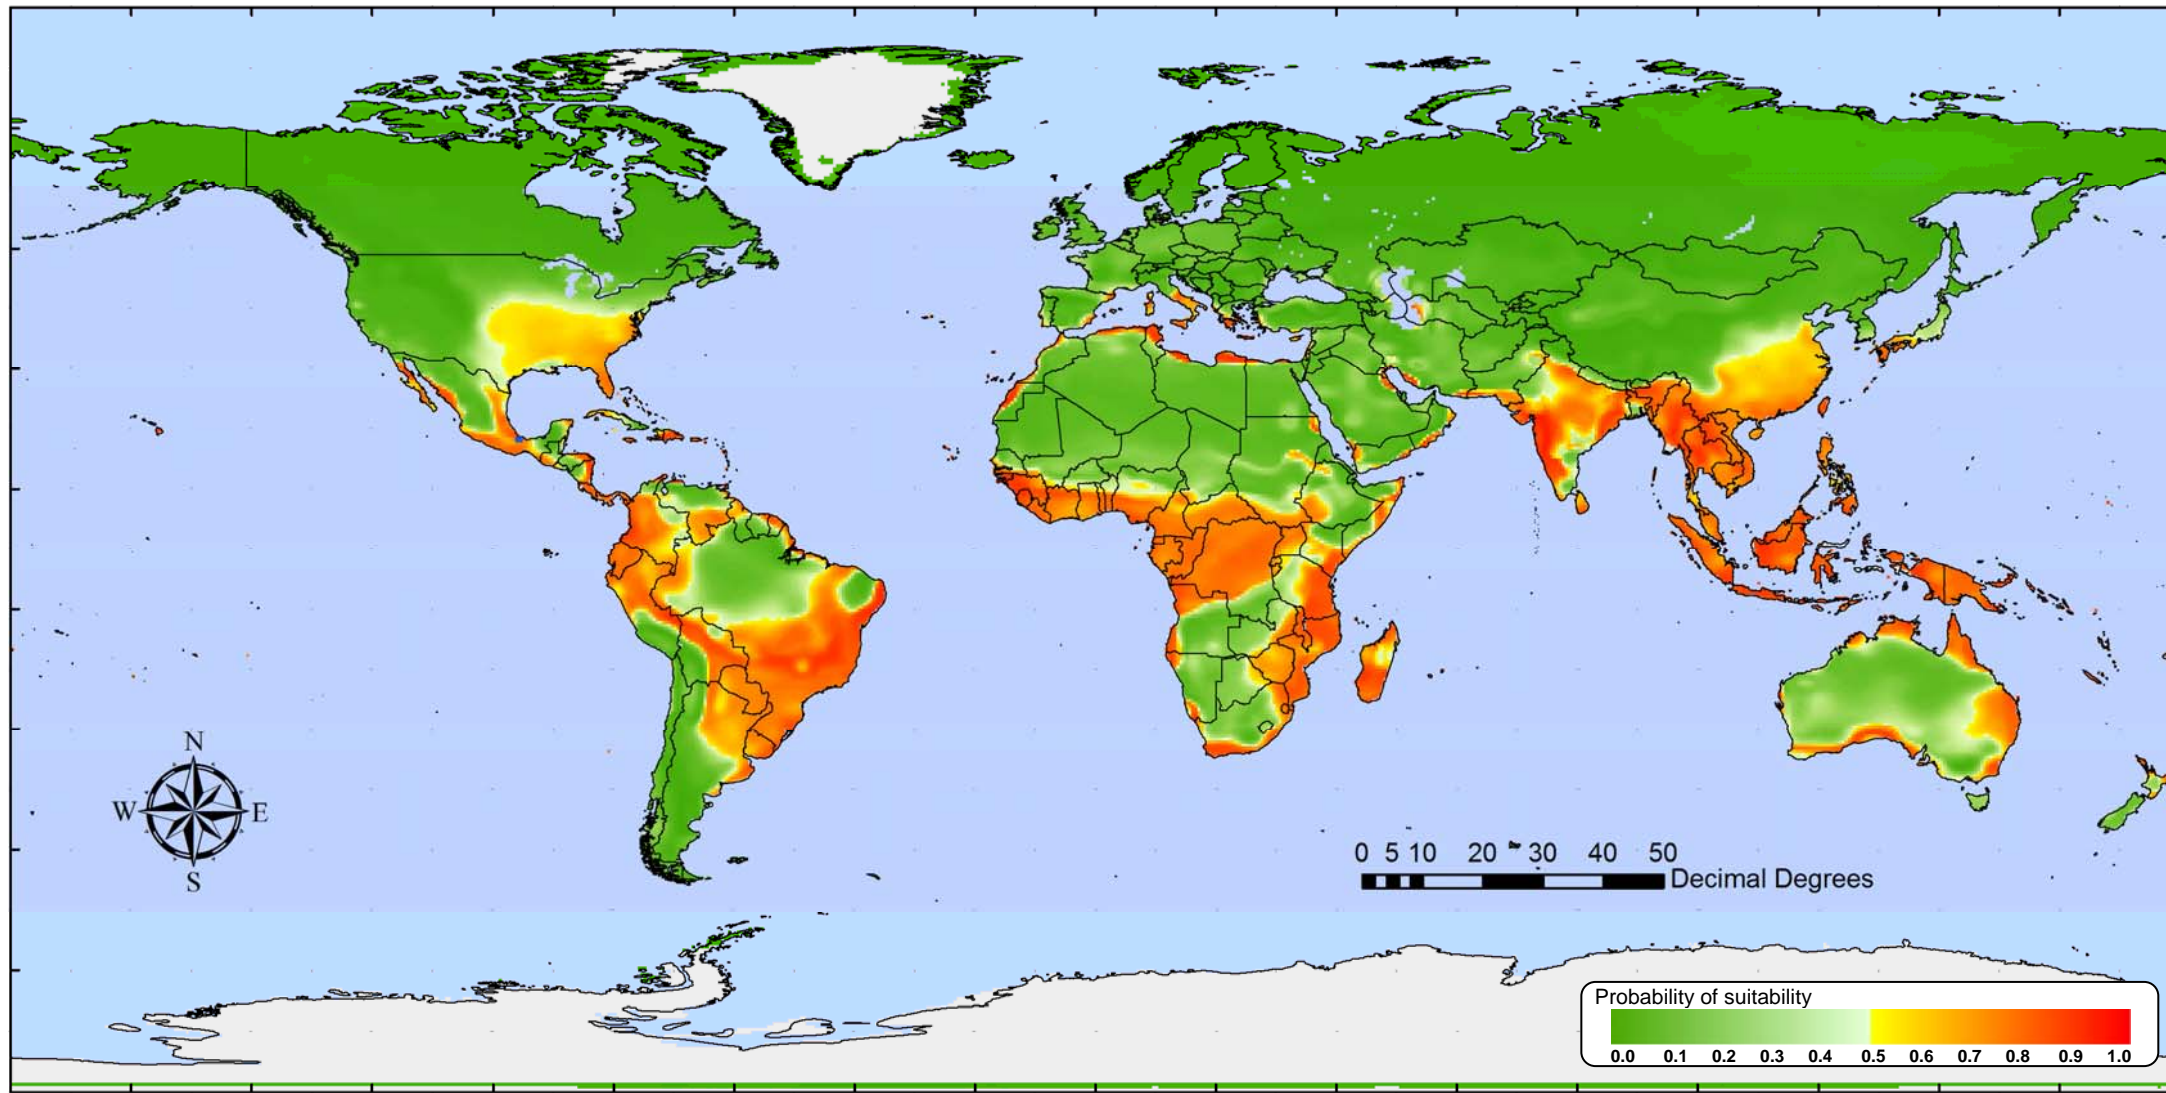 N
W E
S
0 5 10 20 30 40 50
Decimal Degrees
Probability of suitability
0.0 0.1 0.2 0.3 0.4 0.5 0.6 0.7 0.8 0.9 1.0